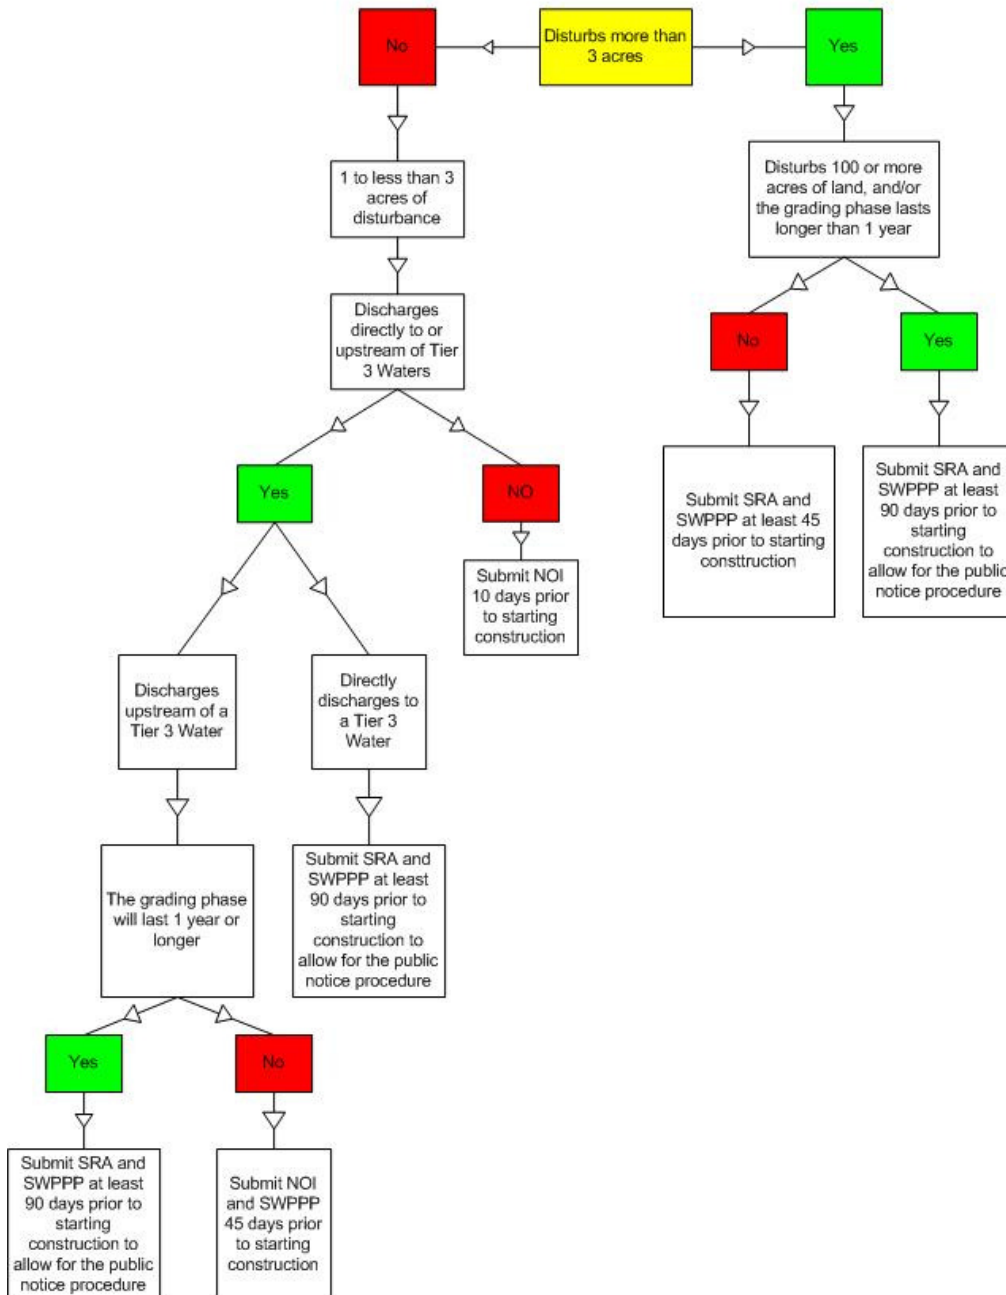 No
Disturbs more than
3 acres
Yes
1 to less than 3
acres of
disturbance
Disturbs 100 or more
acres of land, and/or
the grading phase lasts
longer than 1 year
Discharges
directly to or
upstream of Tier
3 Waters
No
Yes
Yes
NO
Submit SRA and
SWPPP at least 45
days prior to starting
consttruction
Submit SRA and
SWPPP at least
90 days prior to
starting
construction to
allow for the public
notice procedure
Submit NOI
10 days prior
to starting
construction
Discharges
upstream of a
Tier 3 Water
Directly
discharges to
a Tier 3
Water
The grading phase
will last 1 year or
longer
Submit SRA and
SWPPP at least
90 days prior to
starting
construction to
allow for the public
notice procedure
Yes
No
Submit SRA and
SWPPP at least
90 days prior to
starting
construction to
allow for the public
notice procedure
Submit NOI
and SWPPP
45 days prior
to starting
construction